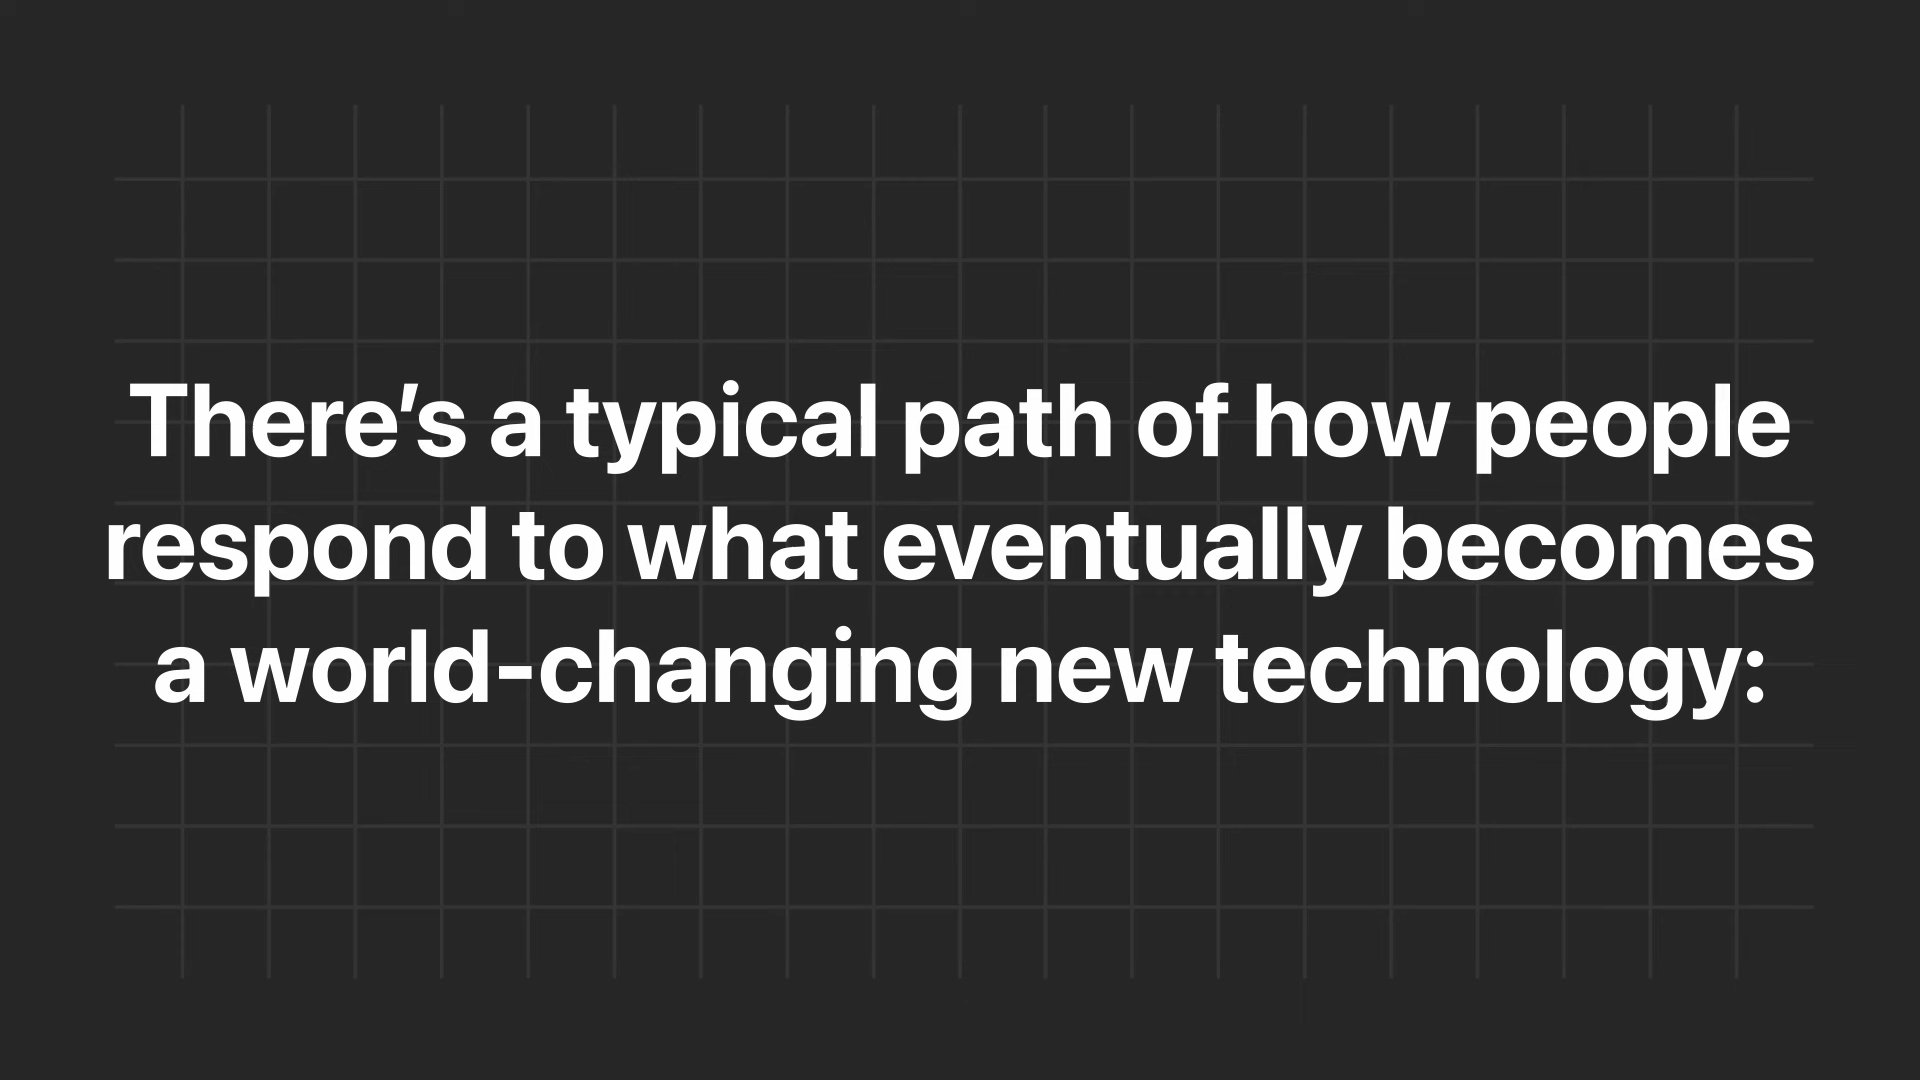 There’s a typical path of how people
respond to what eventually becomes
a world-changing new technology: